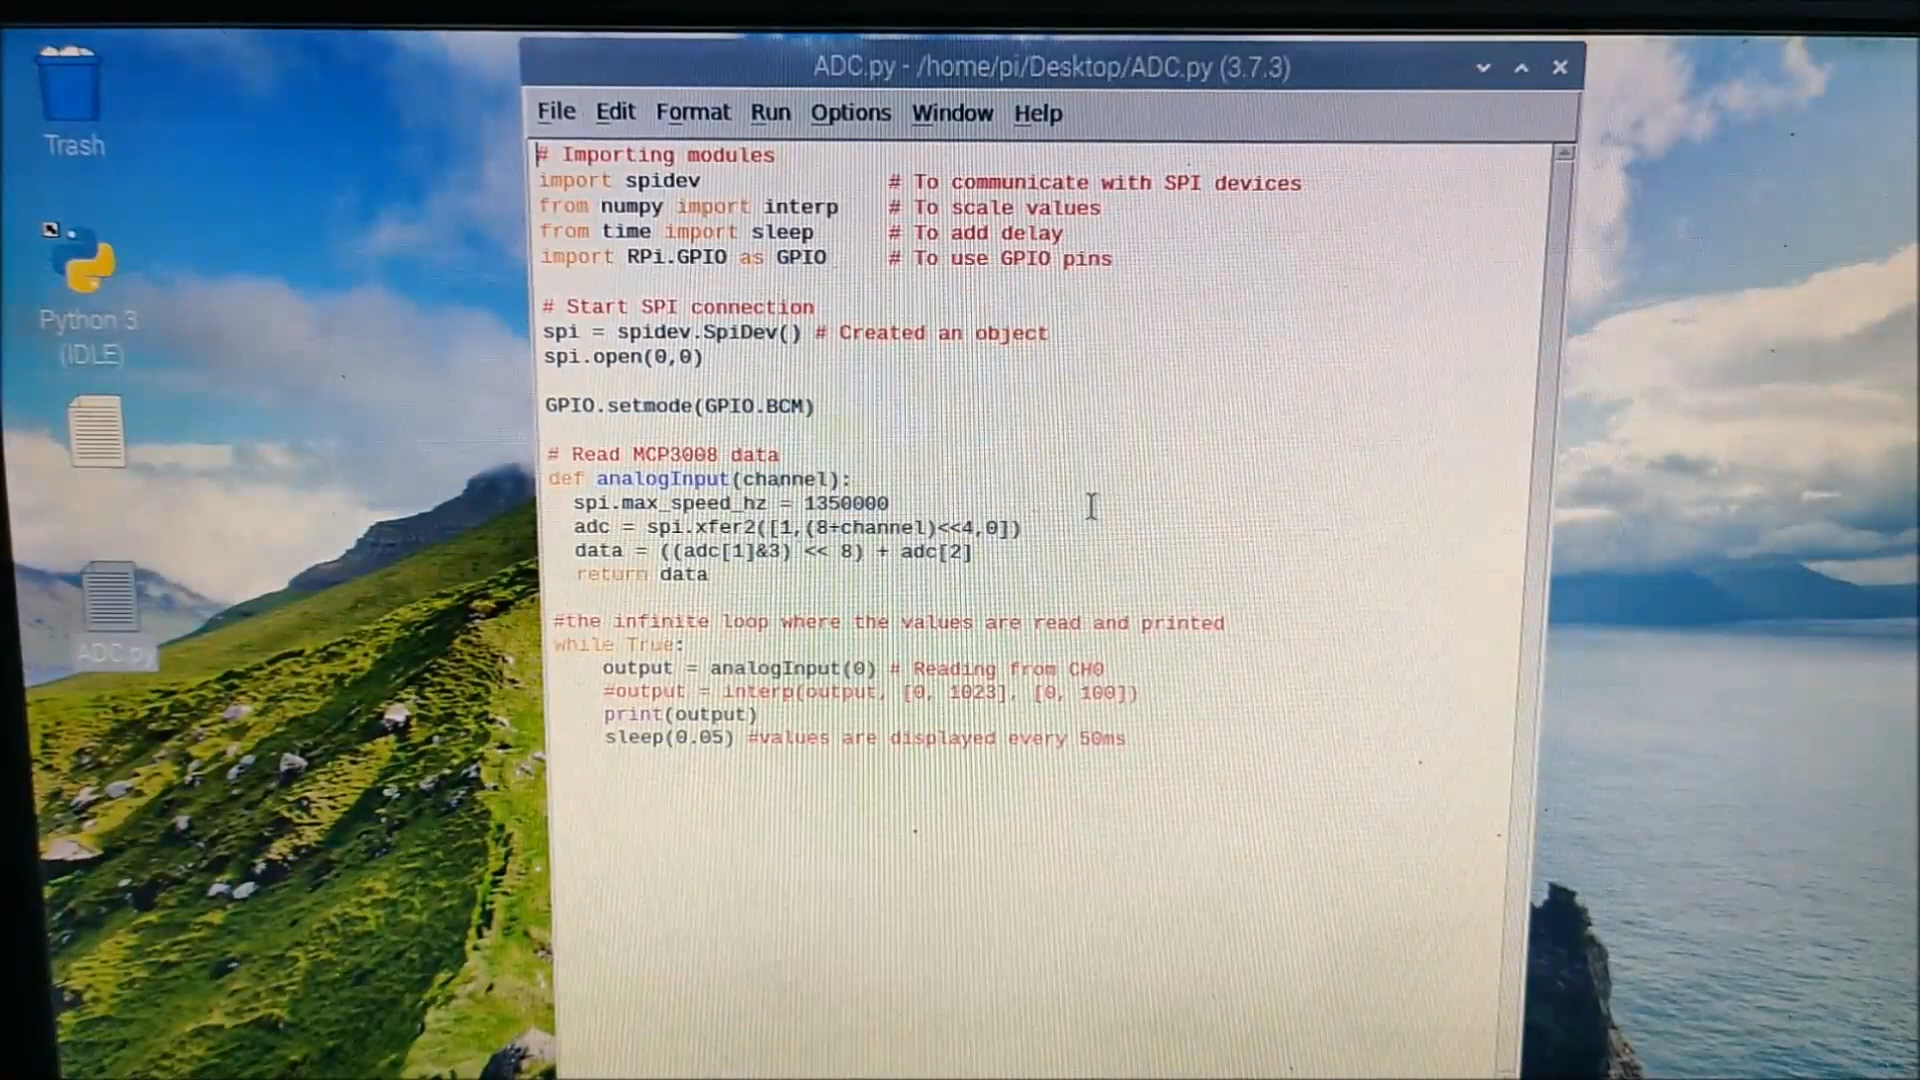 ADC.py - /home/pi/Desktop/ADC.py (3.7.3)
File Edit Format Run Options Window Help
Trash
Python 3
(IDLE)
ADC.py
# Importing modules
import spidev # To communicate with SPI devices
from numpy import interp # To scale values
from time import sleep # To add delay
import RPi.GPIO as GPIO # To use GPIO pins
# Start SPI connection
spi = spidev.SpiDev() # Created an object
spi.open(0,0)
GPIO.setmode(GPIO.BCM)
# Read MCP3008 data
def analogInput(channel):
spi.max_speed_hz = 1350000
adc = spi.xfer2([1,(8+channel)<<4,0])
data = ((adc[1]&3) << 8) + adc[2]
return data
#the infinite loop where the values are read and printed
while True:
output = analogInput(0) # Reading from CH0
#output = interp(output, [0, 1023], [0, 100])
print(output)
sleep(0.05) #values are displayed every 50ms